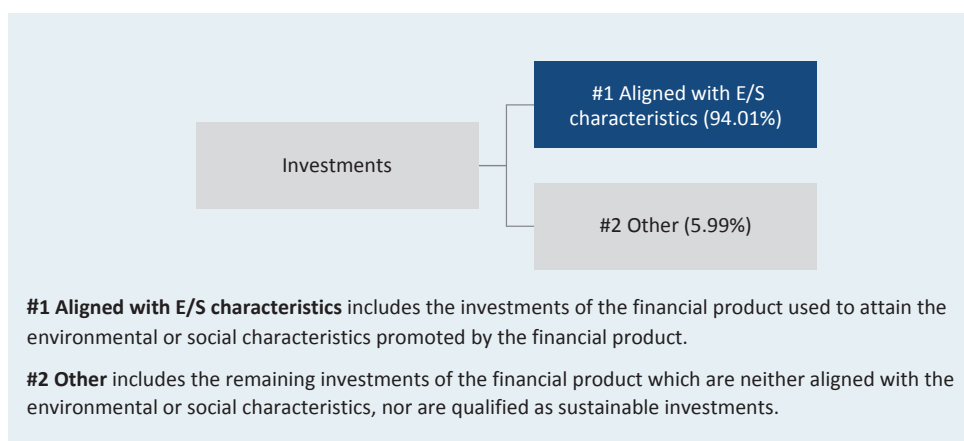 #1 Aligned with E/S
characteristics (94.01%)
Investments
#2 Other (5.99%)
#1 Aligned with E/S characteristics includes the investments of the financial product used to attain the
environmental or social characteristics promoted by the financial product.
#2 Other includes the remaining investments of the financial product which are neither aligned with the
environmental or social characteristics, nor are qualified as sustainable investments.